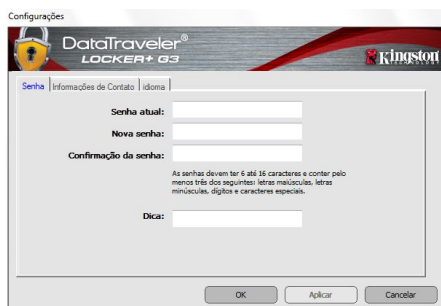 Configurações
DataTraveler®
LOCKER+ G3
Kingston
TECHNOLOGY
Senha
Informações de Contato
idioma
Senha atual:
Nova senha:
Confirmação da senha:
As senhas devem ter 6 até 16 caracteres e conter pelo
menos três dos seguintes: letras maiúsculas, letras
minúsculas, dígitos e caracteres especiais.
Dica:
OK
Aplicar
Cancelar